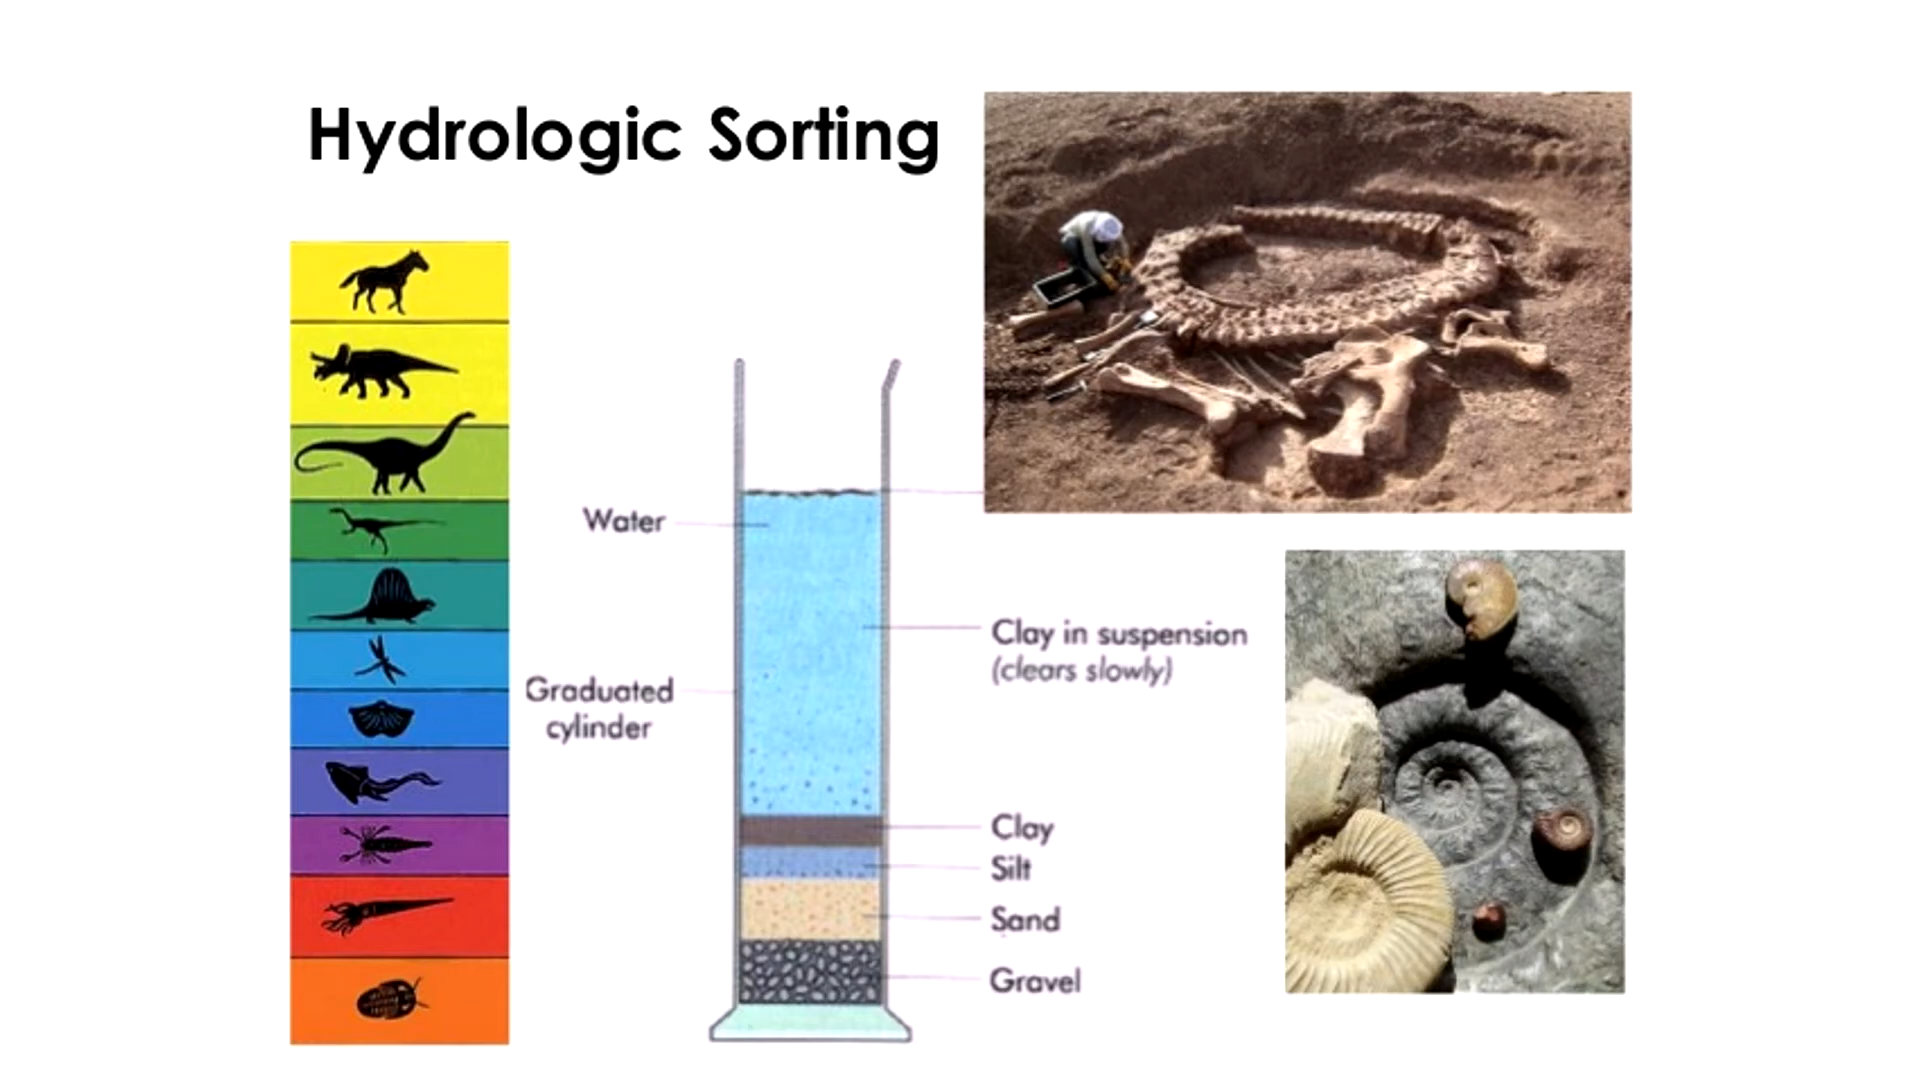 Hydrologic Sorting
Water
Graduated
cylinder
Clay in suspension
(clears slowly)
Clay
Silt
Sand
Gravel